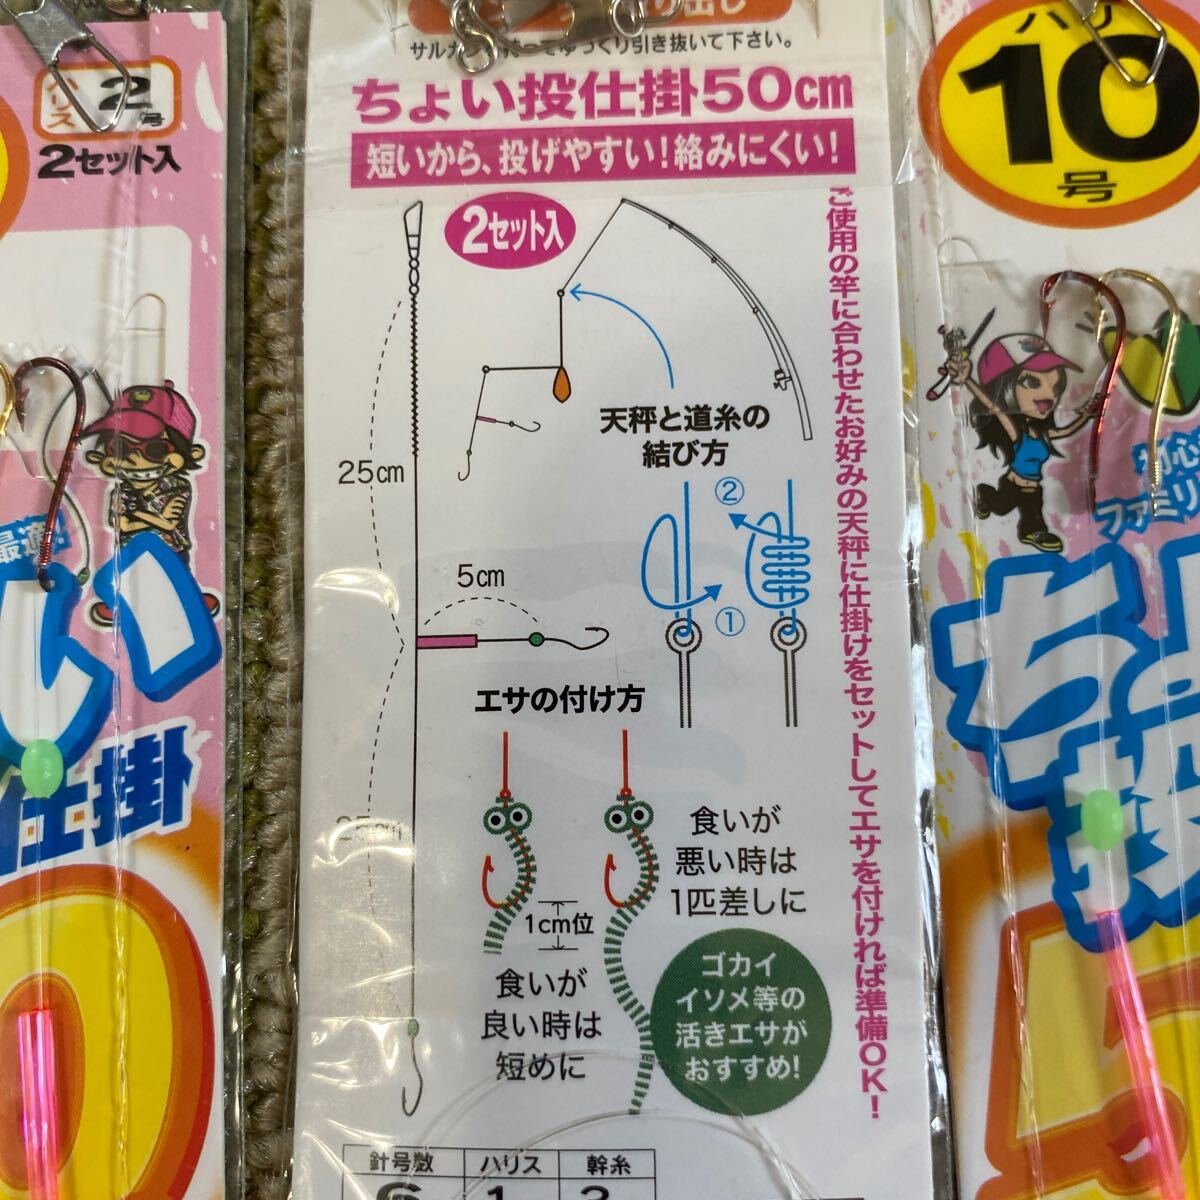 サルカン
ゆっくり引き抜いて下さい。
ちょい投仕掛50cm
短いから、投げやすい!絡みにくい!
2セット入
ご使用の竿に合わせたお好みの天秤に仕掛けをセットしてエサを付ければ準備OK!
天秤と道糸の
結び方
②
①
25cm
5cm
25cm
エサの付け方
1cm位
食いが
良い時は
短めに
食いが
悪い時は
1匹差しに
ゴカイ
イソメ等の
活きエサが
おすすめ!
針号数 ハリス 幹糸
6 1
ハリス 2号
2セット入
最適!
い
仕掛
0
ハリ
10
号
初心
ファミリ
ちょ
投
5